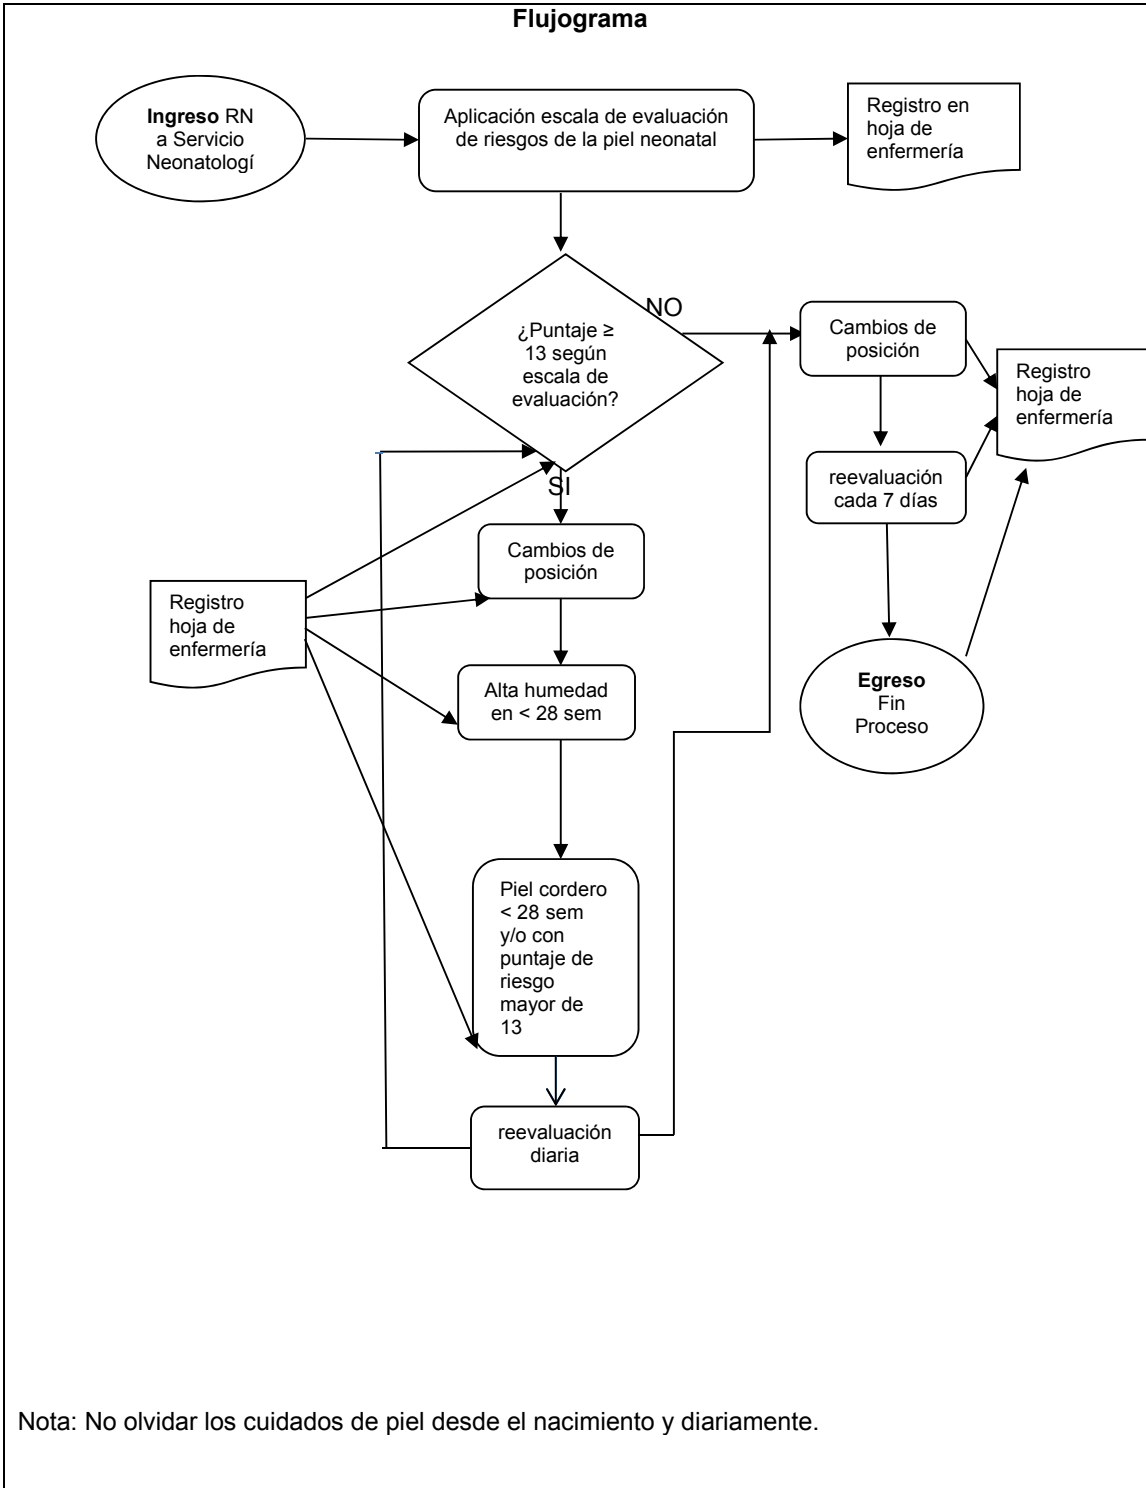 Flujograma
Ingreso RN
a Servicio
Neonatologí
Aplicación escala de evaluación
de riesgos de la piel neonatál
Registro en
hoja de
enfermería
¿Puntaje ≥
13 según
escala de
evaluación?
NO
Cambios de
posición
Registro
hoja de
enfermería
reevaluación
cada 7 días
SI
Cambios de
posición
Registro
hoja de
enfermería
Alta humedad
en < 28 sem
Egreso
Fin
Proceso
Piel cordero
< 28 sem
y/o con
puntaje de
riesgo
mayor de
13
reevaluación
diaria
Nota: No olvidar los cuidados de piel desde el nacimiento y diariamente.